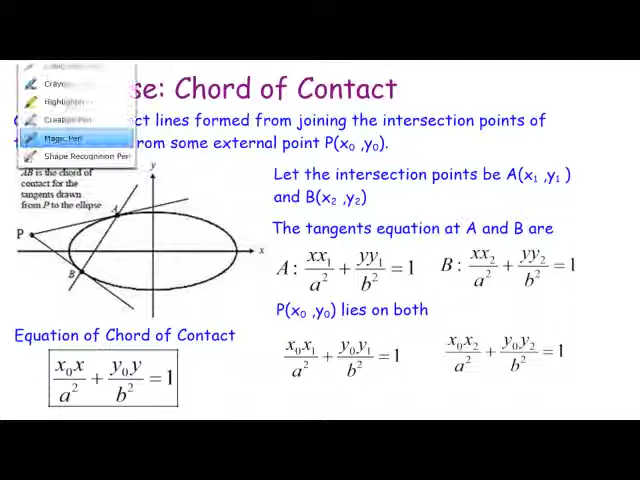 Crayo
Highlighter
Creative Pen
Magic Pen
Shape Recognition Pen
se: Chord of Contact
ct lines formed from joining the intersection points of
rom some external point P(x₀ ,y₀).
AB is the chord of
contact for the
tangents drawn
from P to the ellipse
y
A
P
x
B
Let the intersection points be A(x₁ ,y₁ )
and B(x₂ ,y₂)
The tangents equation at A and B are
A : xx₁/a² + yy₁/b² = 1
B : xx₂/a² + yy₂/b² = 1
P(x₀ ,y₀) lies on both
x₀x₁/a² + y₀y₁/b² = 1
x₀x₂/a² + y₀y₂/b² = 1
Equation of Chord of Contact
x₀x/a² + y₀y/b² = 1